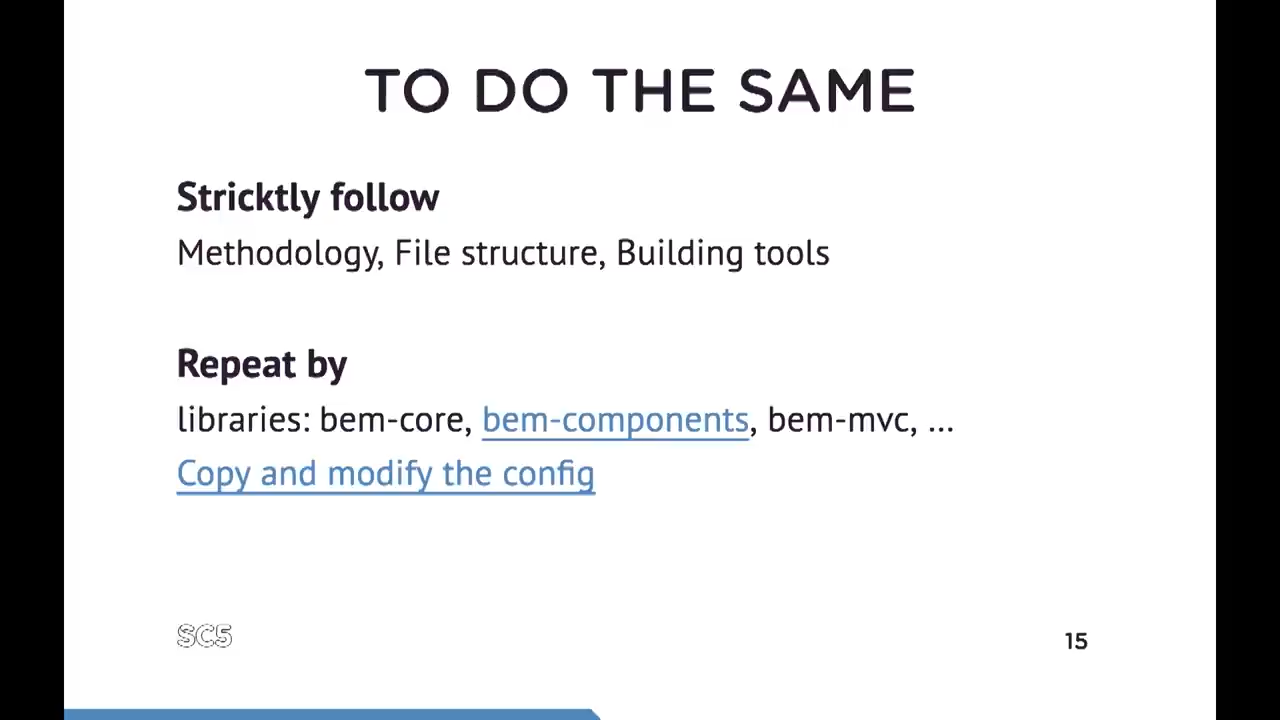 TO DO THE SAME
Stricktly follow
Methodology, File structure, Building tools
Repeat by
libraries: bem-core, bem-components, bem-mvc, ...
Copy and modify the config
SC5
15